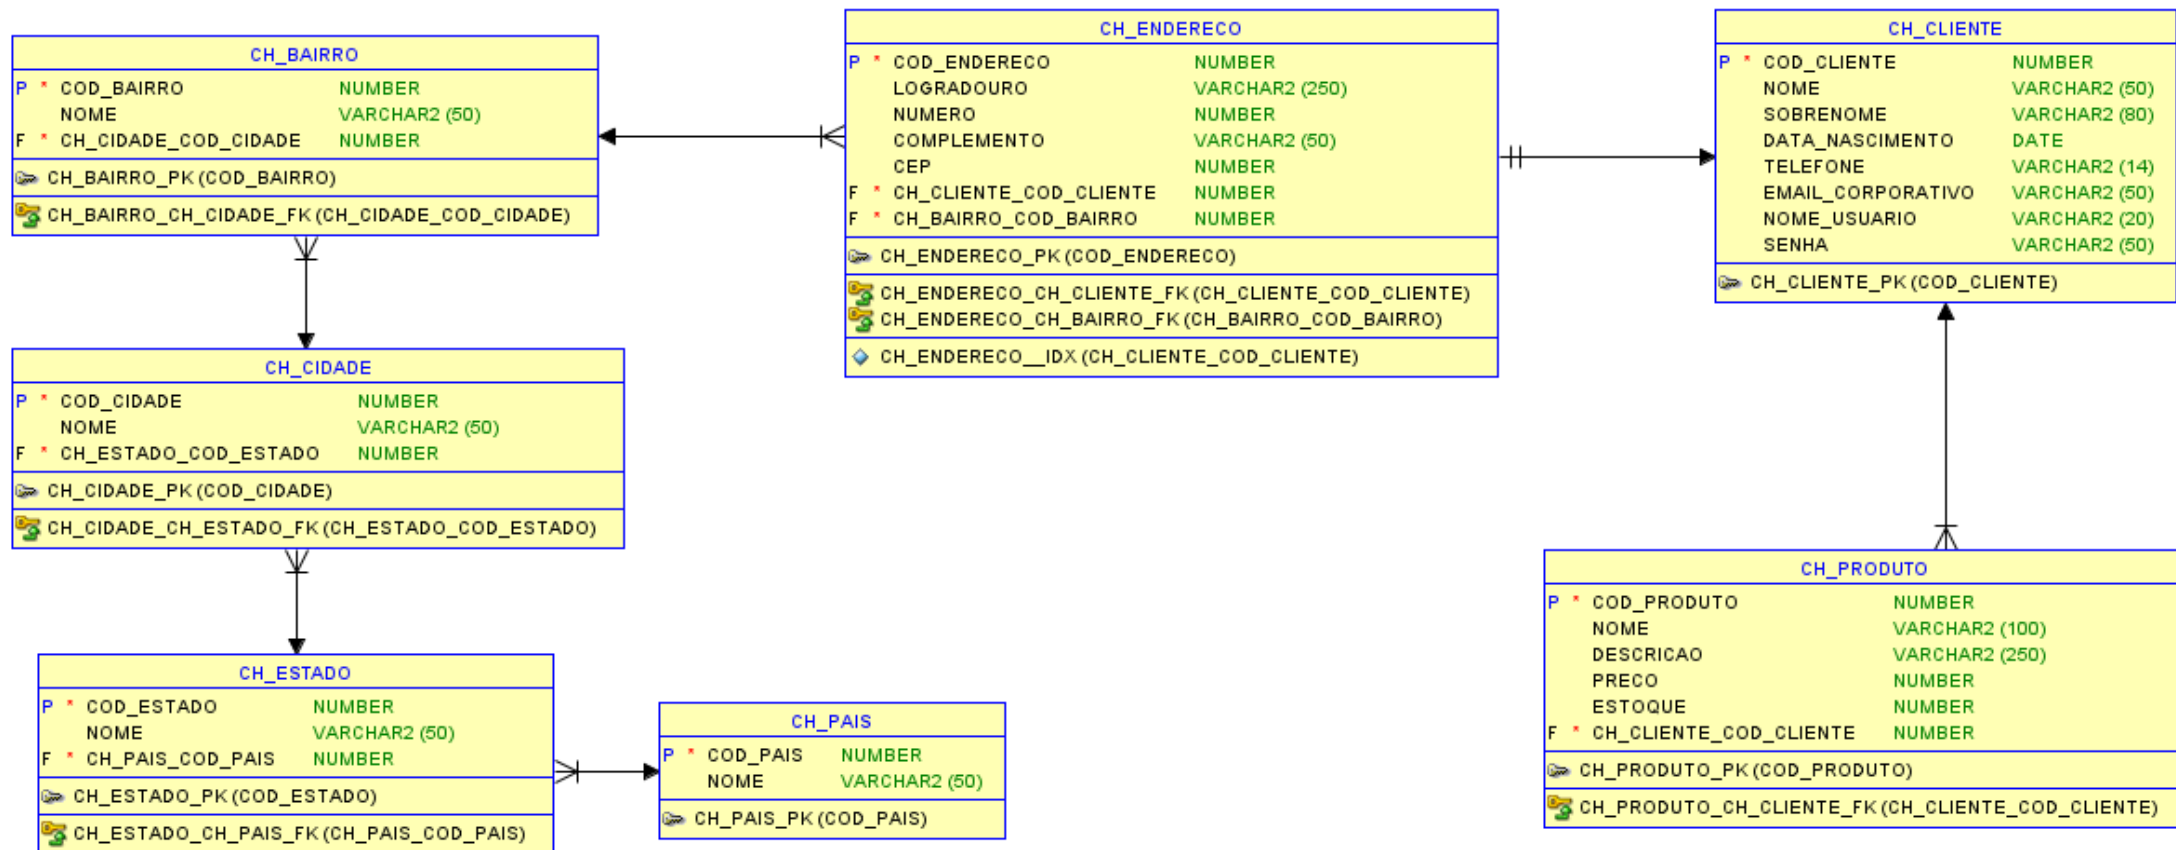 CH_BAIRRO
P * COD_BAIRRO NUMBER
NOME VARCHAR2 (50)
F * CH_CIDADE_COD_CIDADE NUMBER
CH_BAIRRO_PK (COD_BAIRRO)
CH_BAIRRO_CH_CIDADE_FK (CH_CIDADE_COD_CIDADE)
CH_ENDERECO
P * COD_ENDERECO NUMBER
LOGRADOURO VARCHAR2 (250)
NUMERO NUMBER
COMPLEMENTO VARCHAR2 (50)
CEP NUMBER
F * CH_CLIENTE_COD_CLIENTE NUMBER
F * CH_BAIRRO_COD_BAIRRO NUMBER
CH_ENDERECO_PK (COD_ENDERECO)
CH_ENDERECO_CH_CLIENTE_FK (CH_CLIENTE_COD_CLIENTE)
CH_ENDERECO_CH_BAIRRO_FK (CH_BAIRRO_COD_BAIRRO)
CH_ENDERECO__IDX (CH_CLIENTE_COD_CLIENTE)
CH_CLIENTE
P * COD_CLIENTE NUMBER
NOME VARCHAR2 (50)
SOBRENOME VARCHAR2 (80)
DATA_NASCIMENTO DATE
TELEFONE VARCHAR2 (14)
EMAIL_CORPORATIVO VARCHAR2 (50)
NOME_USUARIO VARCHAR2 (20)
SENHA VARCHAR2 (50)
CH_CLIENTE_PK (COD_CLIENTE)
CH_CIDADE
P * COD_CIDADE NUMBER
NOME VARCHAR2 (50)
F * CH_ESTADO_COD_ESTADO NUMBER
CH_CIDADE_PK (COD_CIDADE)
CH_CIDADE_CH_ESTADO_FK (CH_ESTADO_COD_ESTADO)
CH_ESTADO
P * COD_ESTADO NUMBER
NOME VARCHAR2 (50)
F * CH_PAIS_COD_PAIS NUMBER
CH_ESTADO_PK (COD_ESTADO)
CH_ESTADO_CH_PAIS_FK (CH_PAIS_COD_PAIS)
CH_PAIS
P * COD_PAIS NUMBER
NOME VARCHAR2 (50)
CH_PAIS_PK (COD_PAIS)
CH_PRODUTO
P * COD_PRODUTO NUMBER
NOME VARCHAR2 (100)
DESCRICAO VARCHAR2 (250)
PRECO NUMBER
ESTOQUE NUMBER
F * CH_CLIENTE_COD_CLIENTE NUMBER
CH_PRODUTO_PK (COD_PRODUTO)
CH_PRODUTO_CH_CLIENTE_FK (CH_CLIENTE_COD_CLIENTE)